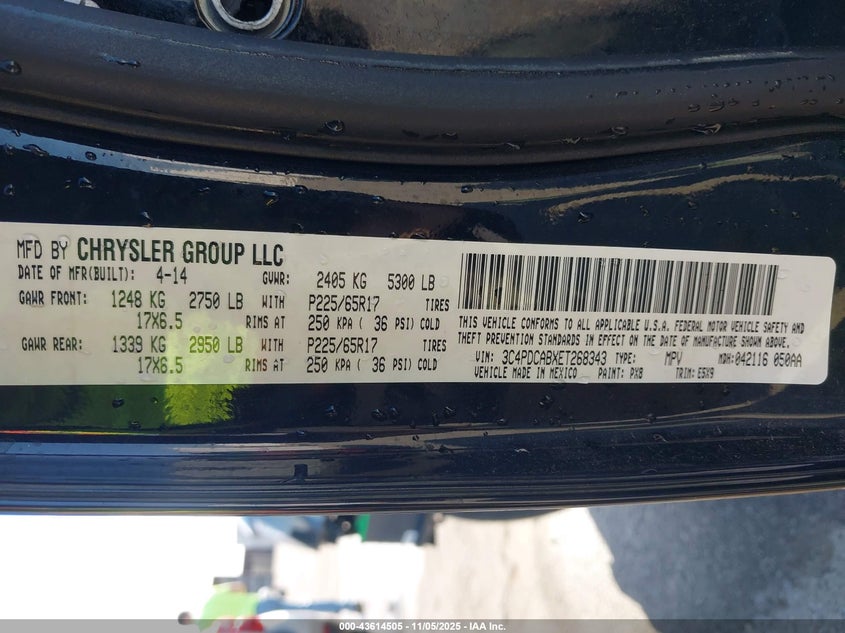 MFD BY CHRYSLER GROUP LLC
DATE OF MFR(BUILT): 4-14 GVWR: 2405 KG 5300 LB
GAWR FRONT: 1248 KG 2750 LB WITH P225/65R17 TIRES
17X6.5 RIMS AT 250 KPA ( 36 PSI) COLD
GAWR REAR: 1339 KG 2950 LB WITH P225/65R17 TIRES
17X6.5 RIMS AT 250 KPA ( 36 PSI) COLD
THIS VEHICLE CONFORMS TO ALL APPLICABLE U.S.A. FEDERAL MOTOR VEHICLE SAFETY AND
THEFT PREVENTION STANDARDS IN EFFECT ON THE DATE OF MANUFACTURE SHOWN ABOVE.
VIN: 3C4PDCABXET268343 TYPE: MPV MDH: 042116 050AA
VEHICLE MADE IN MEXICO PAINT: PX8 TRIM: E5X9
000-43614505 - 11/05/2025 - IAA Inc.